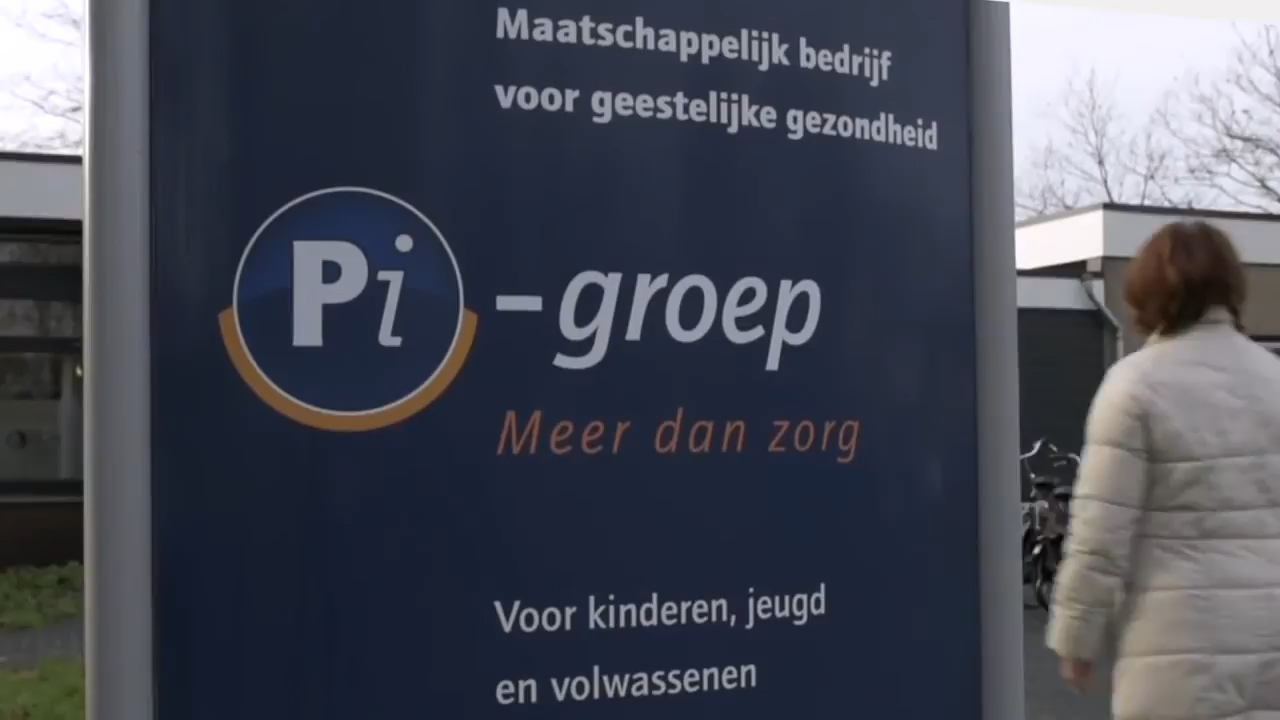 Maatschappelijk bedrijf
voor geestelijke gezondheid
Pi-groep
Meer dan zorg
Voor kinderen, jeugd
en volwassenen